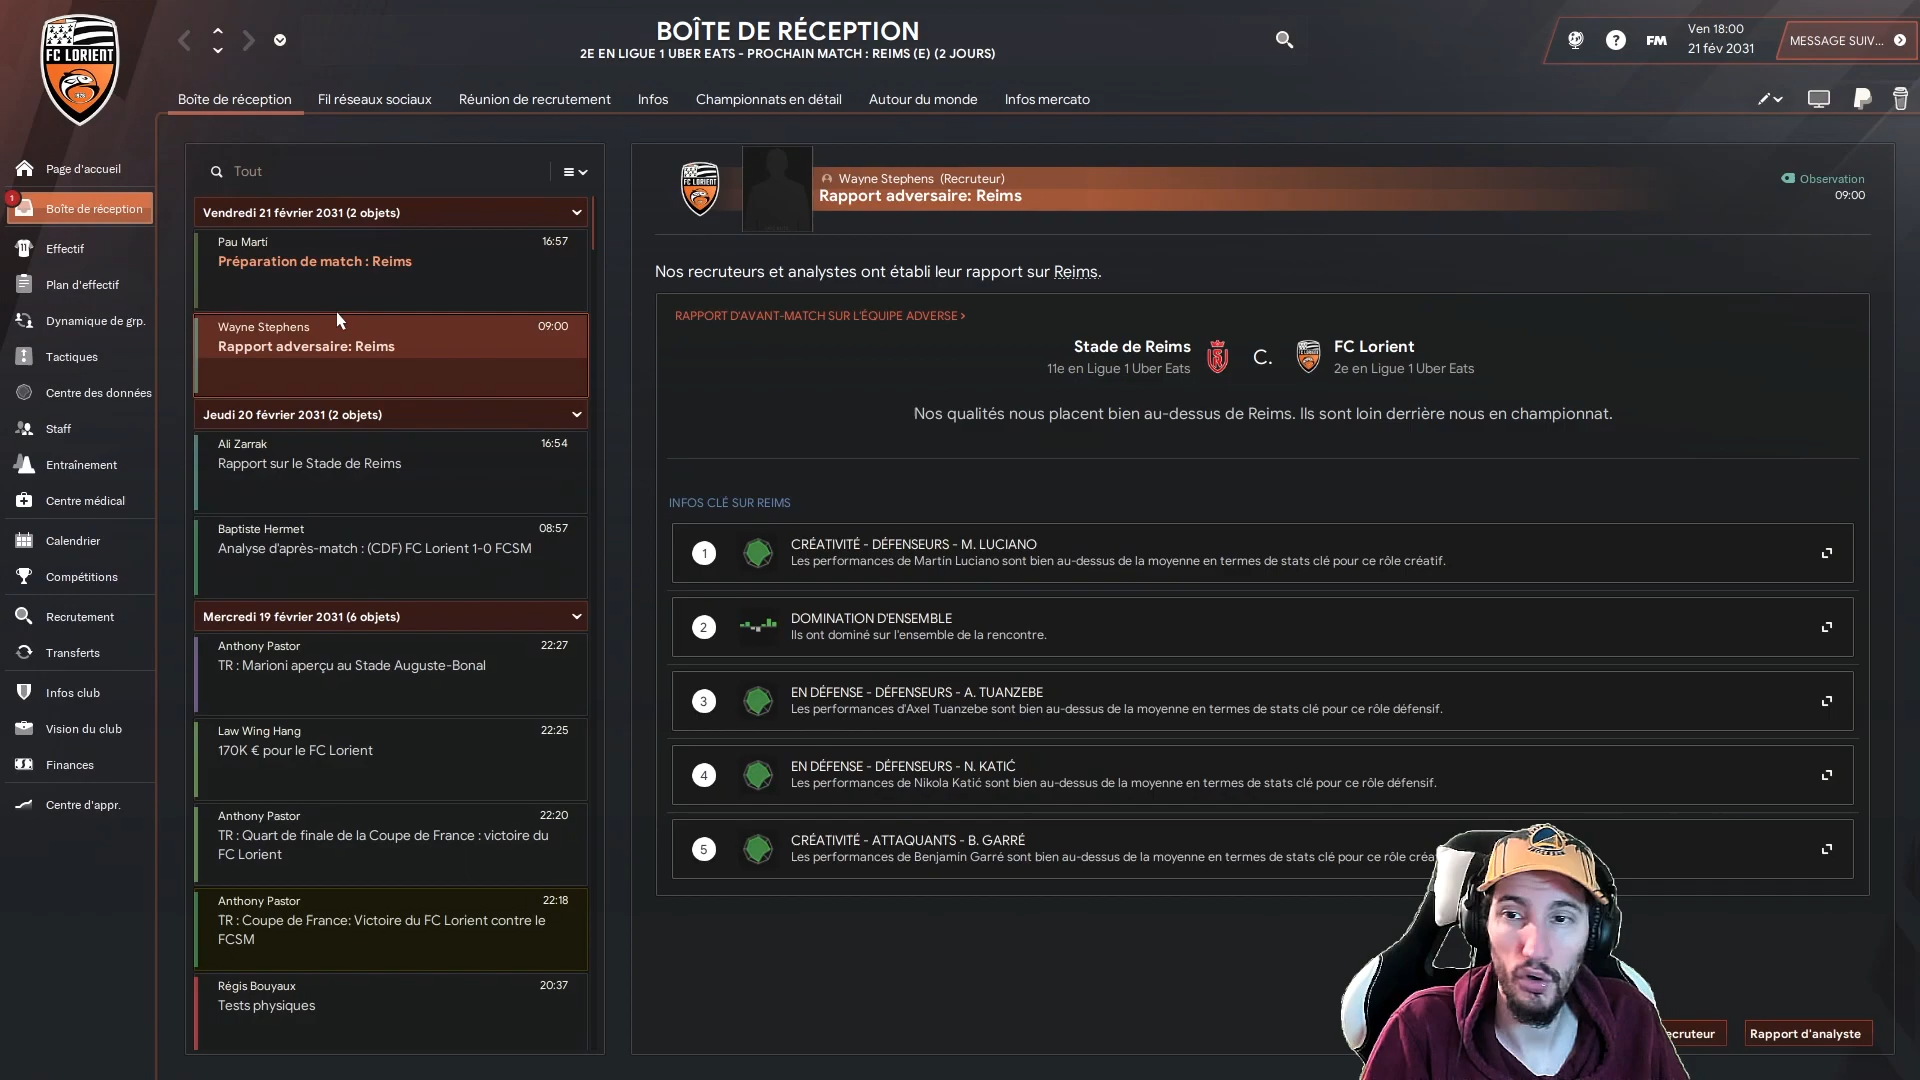 FC LORIENT
BOÎTE DE RÉCEPTION
2E EN LIGUE 1 UBER EATS - PROCHAIN MATCH : REIMS (E) (2 JOURS)
?
FM
Ven 18:00
21 fév 2031
MESSAGE SUIV...
Boîte de réception
Fil réseaux sociaux
Réunion de recrutement
Infos
Championnats en détail
Autour du monde
Infos mercato
Page d'accueil
1
Boîte de réception
Effectif
Plan d'effectif
Dynamique de grp.
Tactiques
Centre des données
Staff
Entraînement
Centre médical
Calendrier
Compétitions
Recrutement
Transferts
Infos club
Vision du club
Finances
Centre d'appr.
Tout
Vendredi 21 février 2031 (2 objets)
Pau Martí 16:57
Préparation de match : Reims
Wayne Stephens 09:00
Rapport adversaire: Reims
Jeudi 20 février 2031 (2 objets)
Ali Zarrak 16:54
Rapport sur le Stade de Reims
Baptiste Hermet 08:57
Analyse d'après-match : (CDF) FC Lorient 1-0 FCSM
Mercredi 19 février 2031 (6 objets)
Anthony Pastor 22:27
TR : Marioni aperçu au Stade Auguste-Bonal
Law Wing Hang 22:25
170K € pour le FC Lorient
Anthony Pastor 22:20
TR : Quart de finale de la Coupe de France : victoire du
FC Lorient
Anthony Pastor 22:18
TR : Coupe de France: Victoire du FC Lorient contre le
FCSM
Régis Bouyaux 20:37
Tests physiques
FC LORIENT
Wayne Stephens (Recruteur)
Rapport adversaire: Reims
Observation
09:00
Nos recruteurs et analystes ont établi leur rapport sur Reims.
RAPPORT D'AVANT-MATCH SUR L'ÉQUIPE ADVERSE >
Stade de Reims
11e en Ligue 1 Uber Eats
C.
FC Lorient
2e en Ligue 1 Uber Eats
Nos qualités nous placent bien au-dessus de Reims. Ils sont loin derrière nous en championnat.
INFOS CLÉ SUR REIMS
1
CRÉATIVITÉ - DÉFENSEURS - M. LUCIANO
Les performances de Martín Luciano sont bien au-dessus de la moyenne en termes de stats clé pour ce rôle créatif.
2
DOMINATION D'ENSEMBLE
Ils ont dominé sur l'ensemble de la rencontre.
3
EN DÉFENSE - DÉFENSEURS - A. TUANZEBE
Les performances d'Axel Tuanzebe sont bien au-dessus de la moyenne en termes de stats clé pour ce rôle défensif.
4
EN DÉFENSE - DÉFENSEURS - N. KATIĆ
Les performances de Nikola Katić sont bien au-dessus de la moyenne en termes de stats clé pour ce rôle défensif.
5
CRÉATIVITÉ - ATTAQUANTS - B. GARRÉ
Les performances de Benjamín Garré sont bien au-dessus de la moyenne en termes de stats clé pour ce rôle créa
ecruteur
Rapport d'analyste